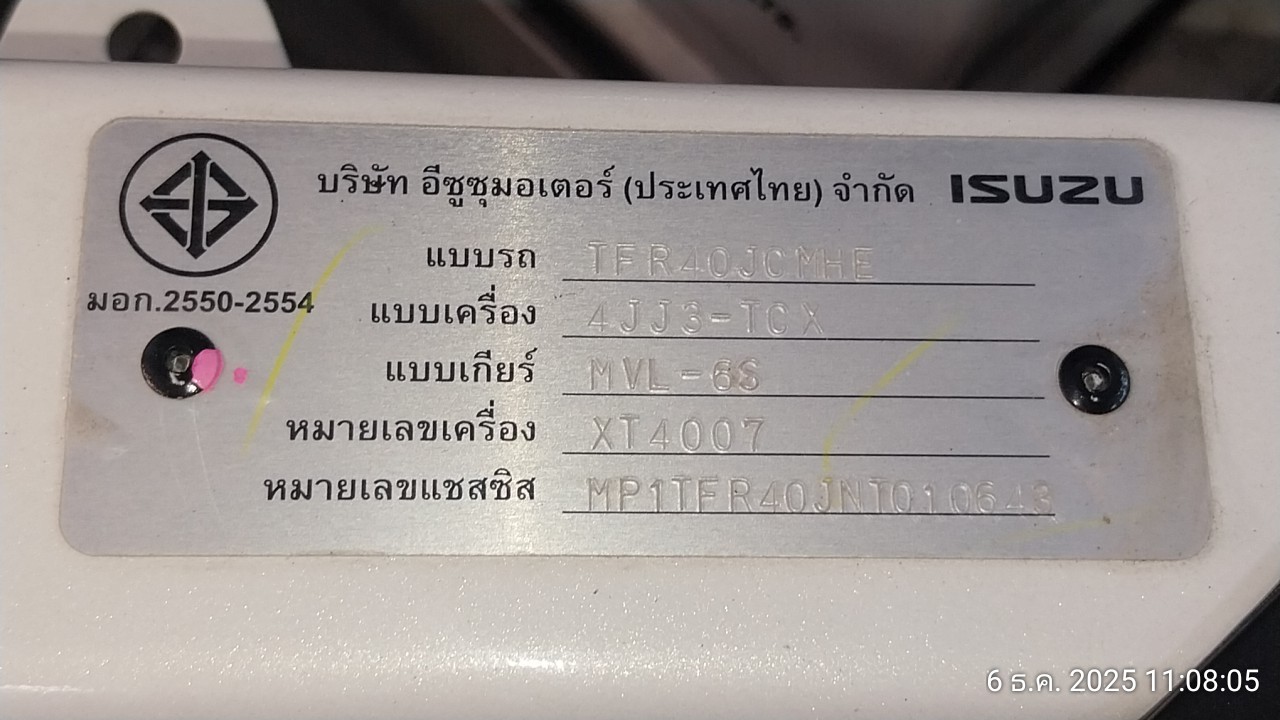 บริษัท อีซูซุมอเตอร์ (ประเทศไทย) จำกัด ISUZU
แบบรถ TFR40JCMHE
มอก.2550-2554
แบบเครื่อง 4JJ3-TCX
แบบเกียร์ MVL-6S
หมายเลขเครื่อง XT4007
หมายเลขแชสซิส MP1TFR40JNT010643
6 ธ.ค. 2025 11:08:05